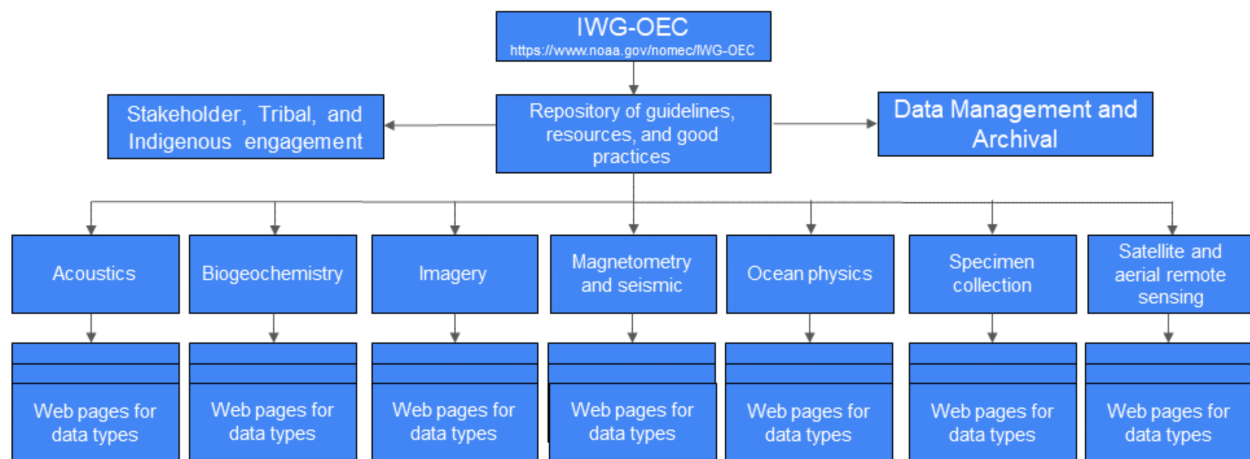 IWG-OEC
https://www.noaa.gov/nomec/IWG-OEC
Stakeholder, Tribal, and
Indigenous engagement
Repository of guidelines,
resources, and good
practices
Data Management and
Archival
Acoustics
Biogeochemistry
Imagery
Magnetometry
and seismic
Ocean physics
Specimen
collection
Satellite and
aerial remote
sensing
Web pages for
data types
Web pages for
data types
Web pages for
data types
Web pages for
data types
Web pages for
data types
Web pages for
data types
Web pages for
data types